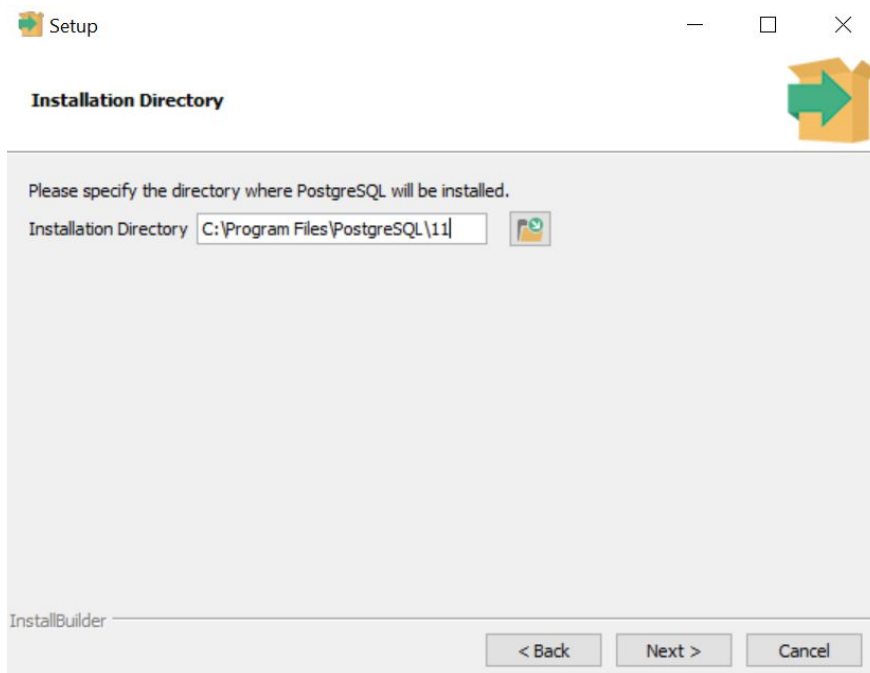 Setup
Installation Directory
Please specify the directory where PostgreSQL will be installed.
Installation Directory C:\Program Files\PostgreSQL\11
InstallBuilder
< Back Next > Cancel